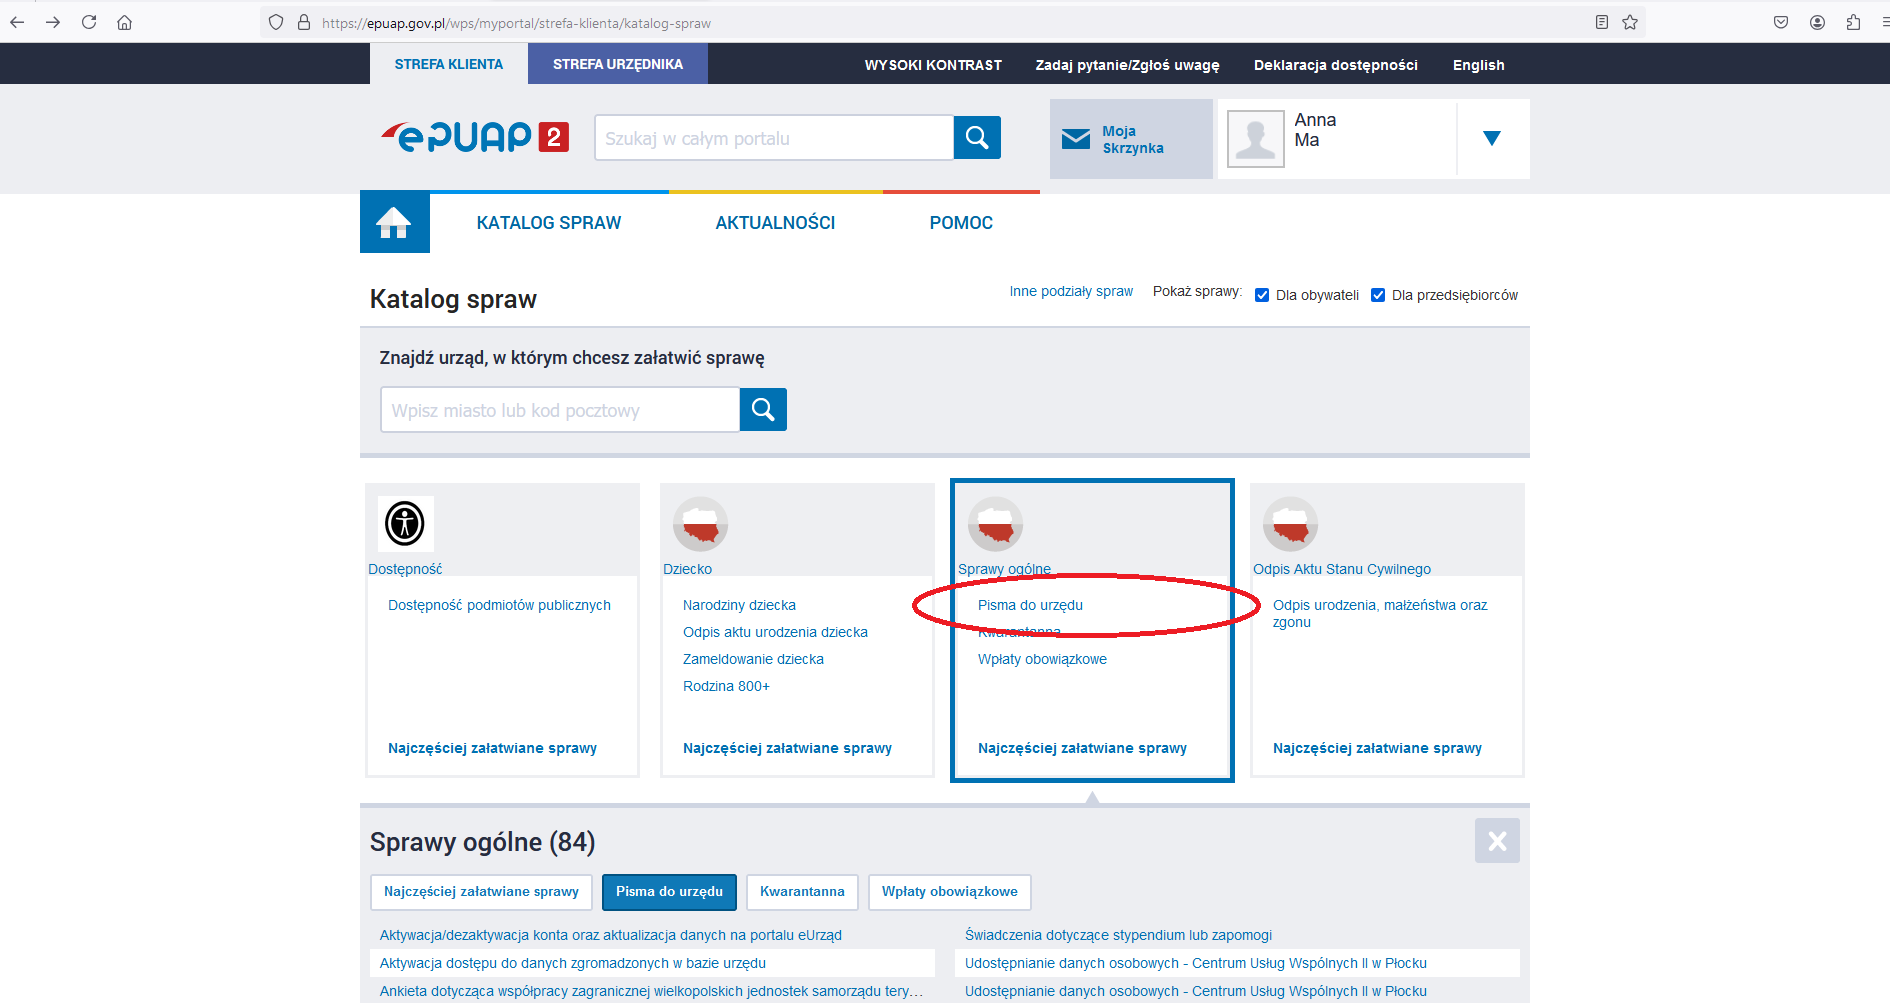 https://epuap.gov.pl/wps/myportal/strefa-klienta/katalog-spraw
STREFA KLIENTA
STREFA URZĘDNIKA
WYSOKI KONTRAST
Zadaj pytanie/Zgłoś uwagę
Deklaracja dostępności
English
ePUAP 2
Szukaj w całym portalu
Moja
Skrzynka
Anna
Ma
KATALOG SPRAW
AKTUALNOŚCI
POMOC
Katalog spraw
Inne podziały spraw
Pokaż sprawy:
Dla obywateli
Dla przedsiębiorców
Znajdź urząd, w którym chcesz załatwić sprawę
Wpisz miasto lub kod pocztowy
Dostępność
Dostępność podmiotów publicznych
Najczęściej załatwiane sprawy
Dziecko
Narodziny dziecka
Odpis aktu urodzenia dziecka
Zameldowanie dziecka
Rodzina 800+
Najczęściej załatwiane sprawy
Sprawy ogólne
Pisma do urzędu
Kwarantanna
Wpłaty obowiązkowe
Najczęściej załatwiane sprawy
Odpis Aktu Stanu Cywilnego
Odpis urodzenia, małżeństwa oraz
zgonu
Najczęściej załatwiane sprawy
Sprawy ogólne (84)
Najczęściej załatwiane sprawy
Pisma do urzędu
Kwarantanna
Wpłaty obowiązkowe
Aktywacja/dezaktywacja konta oraz aktualizacja danych na portalu eUrząd
Świadczenia dotyczące stypendium lub zapomogi
Aktywacja dostępu do danych zgromadzonych w bazie urzędu
Udostępnianie danych osobowych - Centrum Usług Wspólnych II w Płocku
Ankieta dotycząca współpracy zagranicznej wielkopolskich jednostek samorządu tery…
Udostępnianie danych osobowych - Centrum Usług Wspólnych II w Płocku